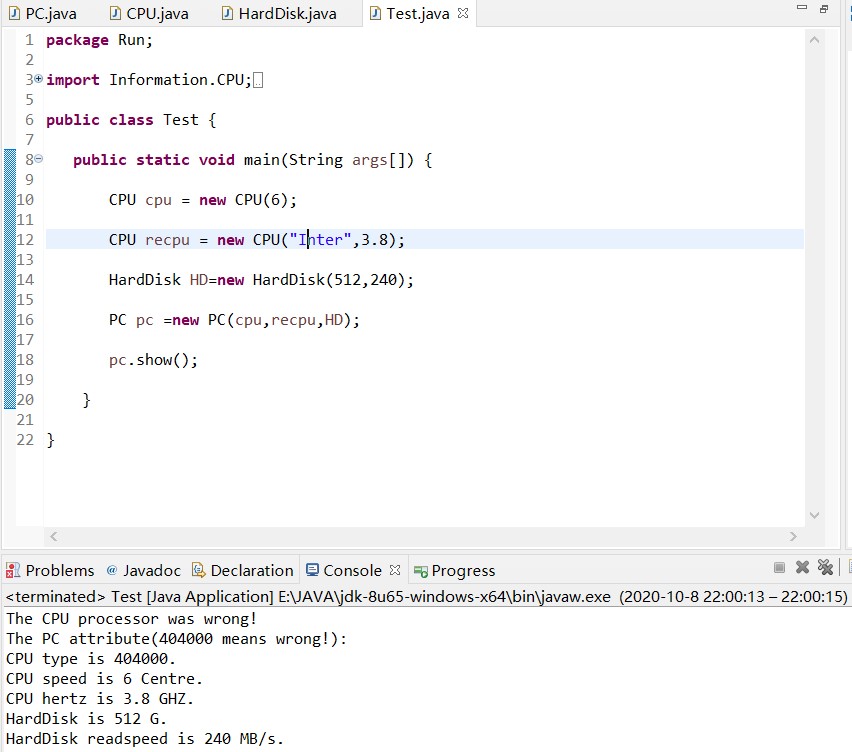 PC.java CPU.java HardDisk.java Test.java
1 package Run;
2
3 import Information.CPU;
5
6 public class Test {
7
8 public static void main(String args[]) {
9
10 CPU cpu = new CPU(6);
11
12 CPU recpu = new CPU("Inter",3.8);
13
14 HardDisk HD=new HardDisk(512,240);
15
16 PC pc =new PC(cpu,recpu,HD);
17
18 pc.show();
19
20 }
21
22 }
Problems @ Javadoc Declaration Console Progress
<terminated> Test [Java Application] E:\JAVA\jdk-8u65-windows-x64\bin\javaw.exe (2020-10-8 22:00:13 – 22:00:15)
The CPU processor was wrong!
The PC attribute(404000 means wrong!):
CPU type is 404000.
CPU speed is 6 Centre.
CPU hertz is 3.8 GHZ.
HardDisk is 512 G.
HardDisk readspeed is 240 MB/s.